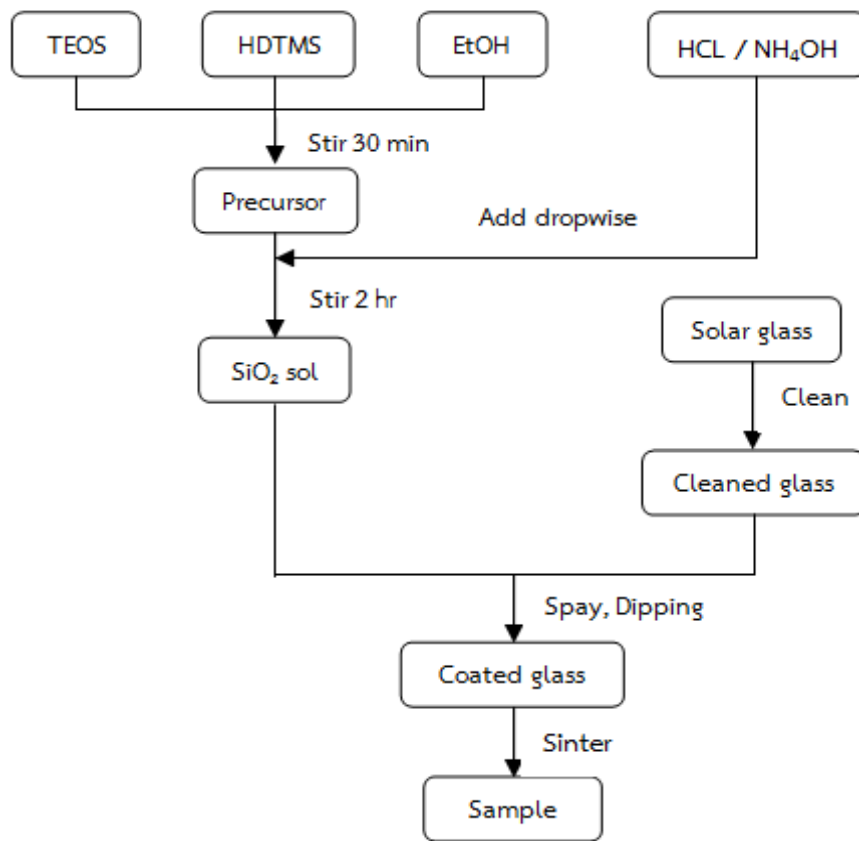 TEOS
HDTMS
EtOH
HCL / NH₄OH
Stir 30 min
Precursor
Add dropwise
Stir 2 hr
Solar glass
SiO₂ sol
Clean
Cleaned glass
Spay, Dipping
Coated glass
Sinter
Sample